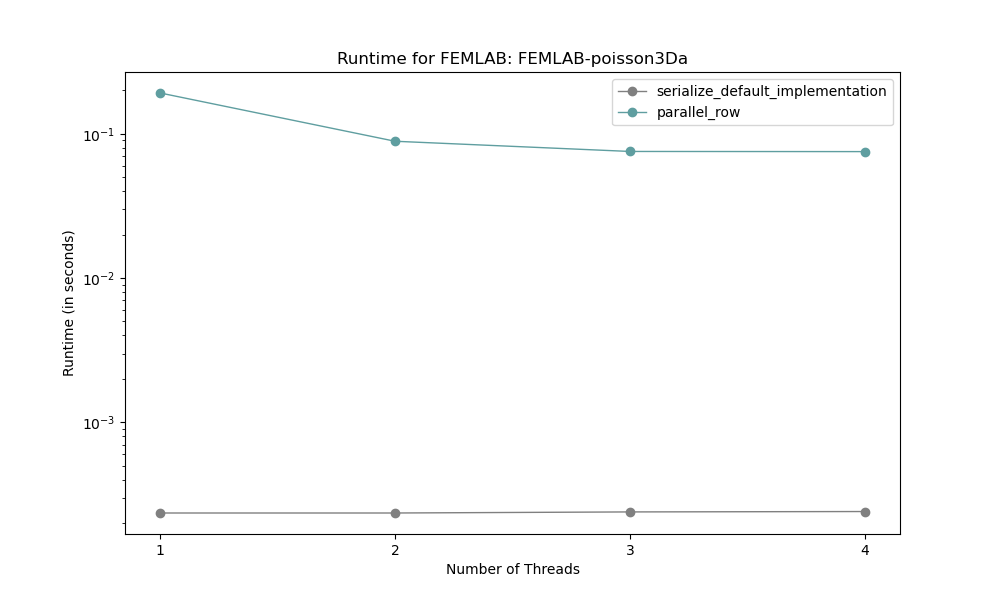 Runtime for FEMLAB: FEMLAB-poisson3Da
serialize_default_implementation
parallel_row
Runtime (in seconds)
10⁻¹
10⁻²
10⁻³
1 2 3 4
Number of Threads